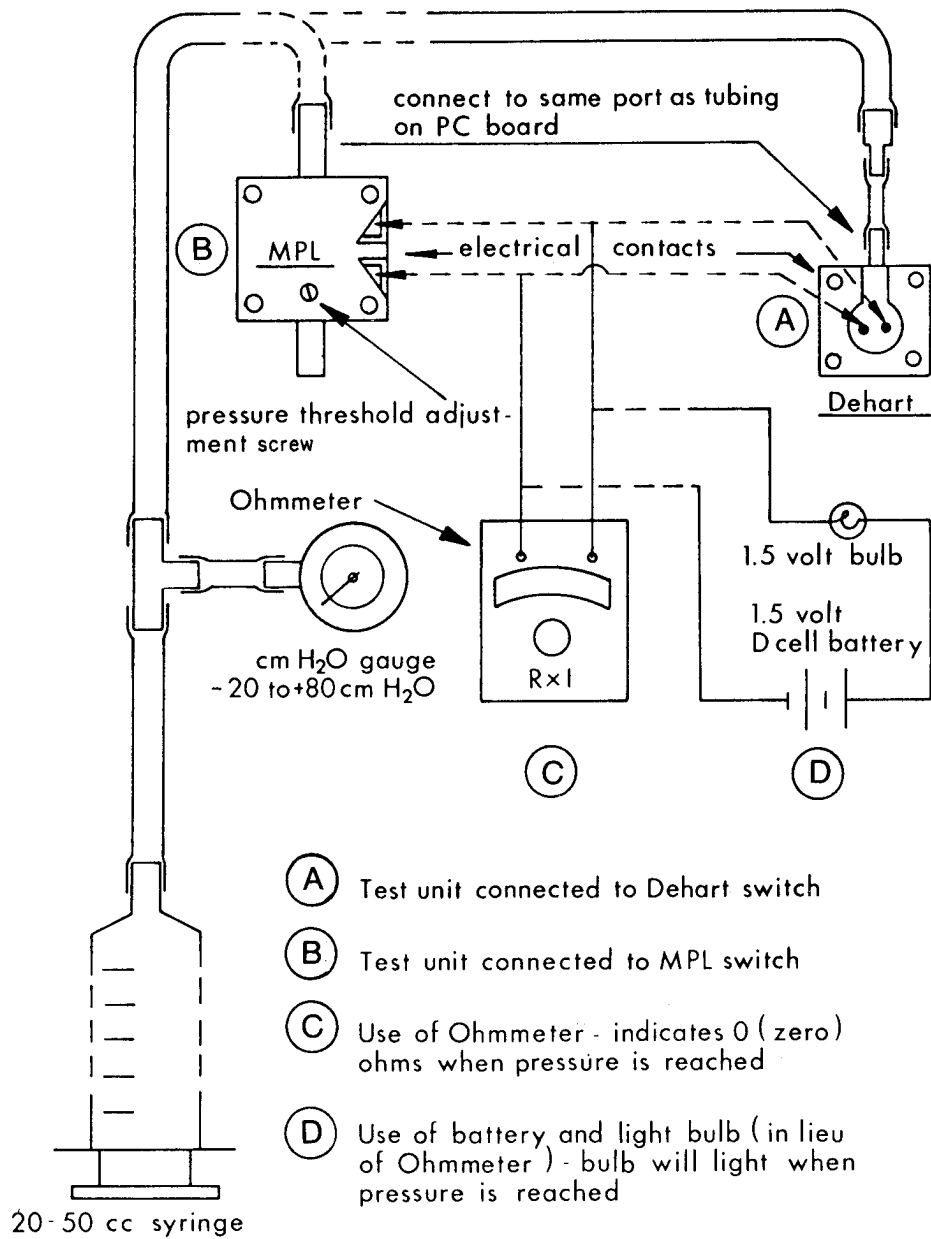 connect to same port as tubing
on PC board
B
MPL
electrical contacts
A
Dehart
pressure threshold adjust-
ment screw
Ohmmeter
1.5 volt bulb
1.5 volt
D cell battery
cm H₂O gauge
-20 to +80 cm H₂O
Rx1
C
D
A Test unit connected to Dehart switch
B Test unit connected to MPL switch
C Use of Ohmmeter - indicates 0 (zero)
ohms when pressure is reached
D Use of battery and light bulb (in lieu
of Ohmmeter) - bulb will light when
pressure is reached
20-50 cc syringe